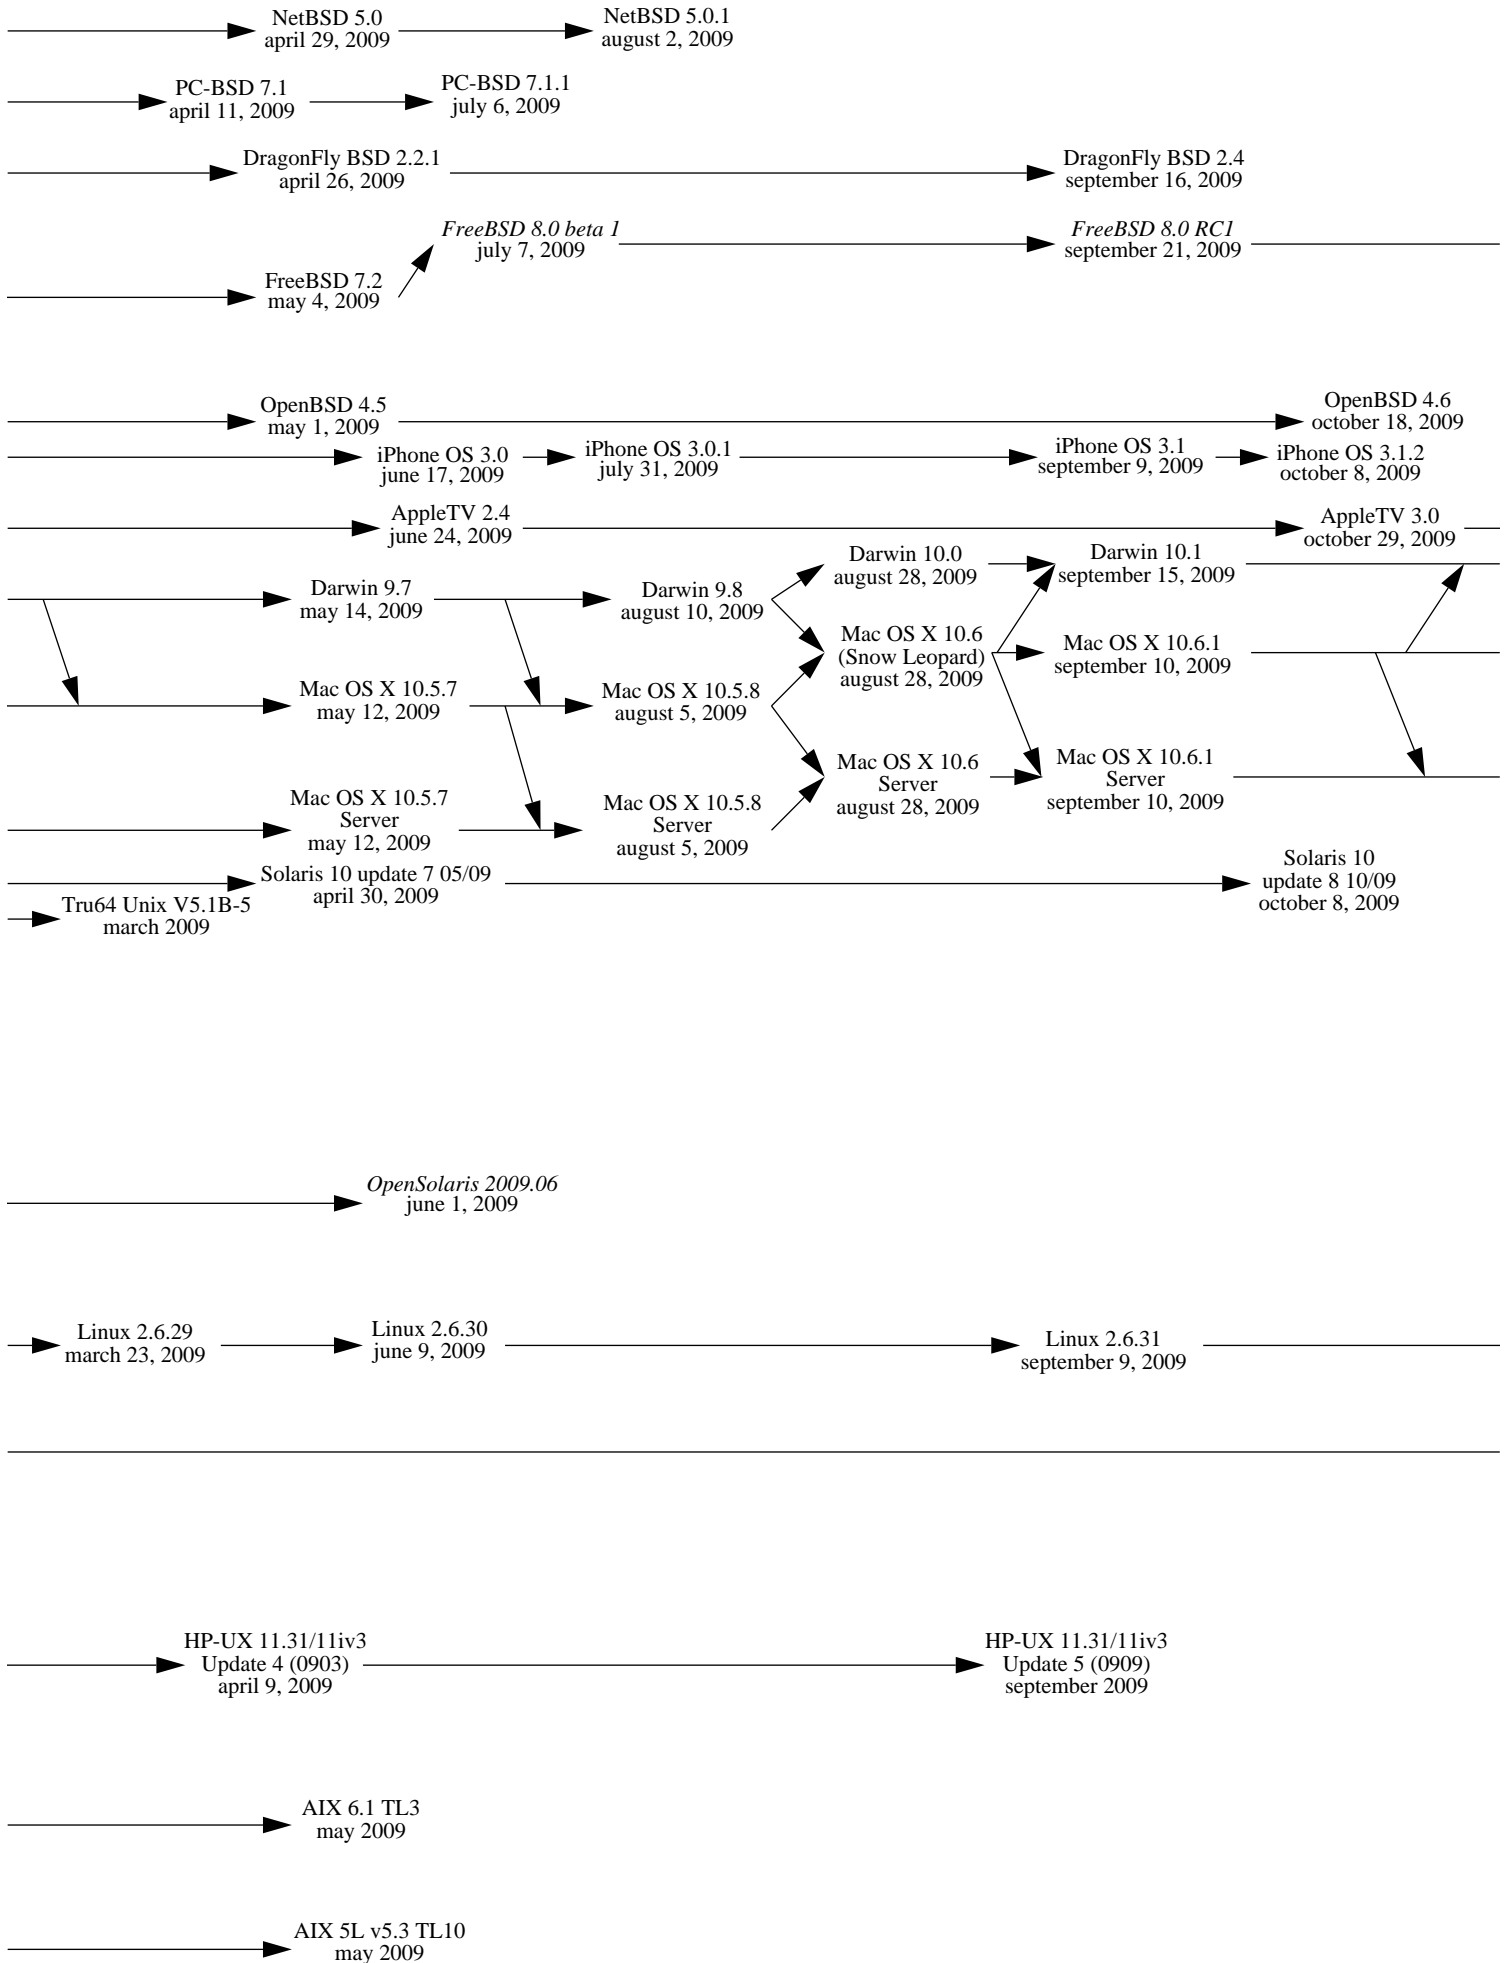 NetBSD 5.0
april 29, 2009
NetBSD 5.0.1
august 2, 2009
PC-BSD 7.1
april 11, 2009
PC-BSD 7.1.1
july 6, 2009
DragonFly BSD 2.2.1
april 26, 2009
DragonFly BSD 2.4
september 16, 2009
FreeBSD 8.0 beta 1
july 7, 2009
FreeBSD 8.0 RC1
september 21, 2009
FreeBSD 7.2
may 4, 2009
OpenBSD 4.5
may 1, 2009
OpenBSD 4.6
october 18, 2009
iPhone OS 3.0
june 17, 2009
iPhone OS 3.0.1
july 31, 2009
iPhone OS 3.1
september 9, 2009
iPhone OS 3.1.2
october 8, 2009
AppleTV 2.4
june 24, 2009
AppleTV 3.0
october 29, 2009
Darwin 9.7
may 14, 2009
Darwin 9.8
august 10, 2009
Darwin 10.0
august 28, 2009
Darwin 10.1
september 15, 2009
Mac OS X 10.5.7
may 12, 2009
Mac OS X 10.5.8
august 5, 2009
Mac OS X 10.6
(Snow Leopard)
august 28, 2009
Mac OS X 10.6.1
september 10, 2009
Mac OS X 10.5.7
Server
may 12, 2009
Mac OS X 10.5.8
Server
august 5, 2009
Mac OS X 10.6
Server
august 28, 2009
Mac OS X 10.6.1
Server
september 10, 2009
Solaris 10 update 7 05/09
april 30, 2009
Solaris 10
update 8 10/09
october 8, 2009
Tru64 Unix V5.1B-5
march 2009
OpenSolaris 2009.06
june 1, 2009
Linux 2.6.29
march 23, 2009
Linux 2.6.30
june 9, 2009
Linux 2.6.31
september 9, 2009
HP-UX 11.31/11iv3
Update 4 (0903)
april 9, 2009
HP-UX 11.31/11iv3
Update 5 (0909)
september 2009
AIX 6.1 TL3
may 2009
AIX 5L v5.3 TL10
may 2009